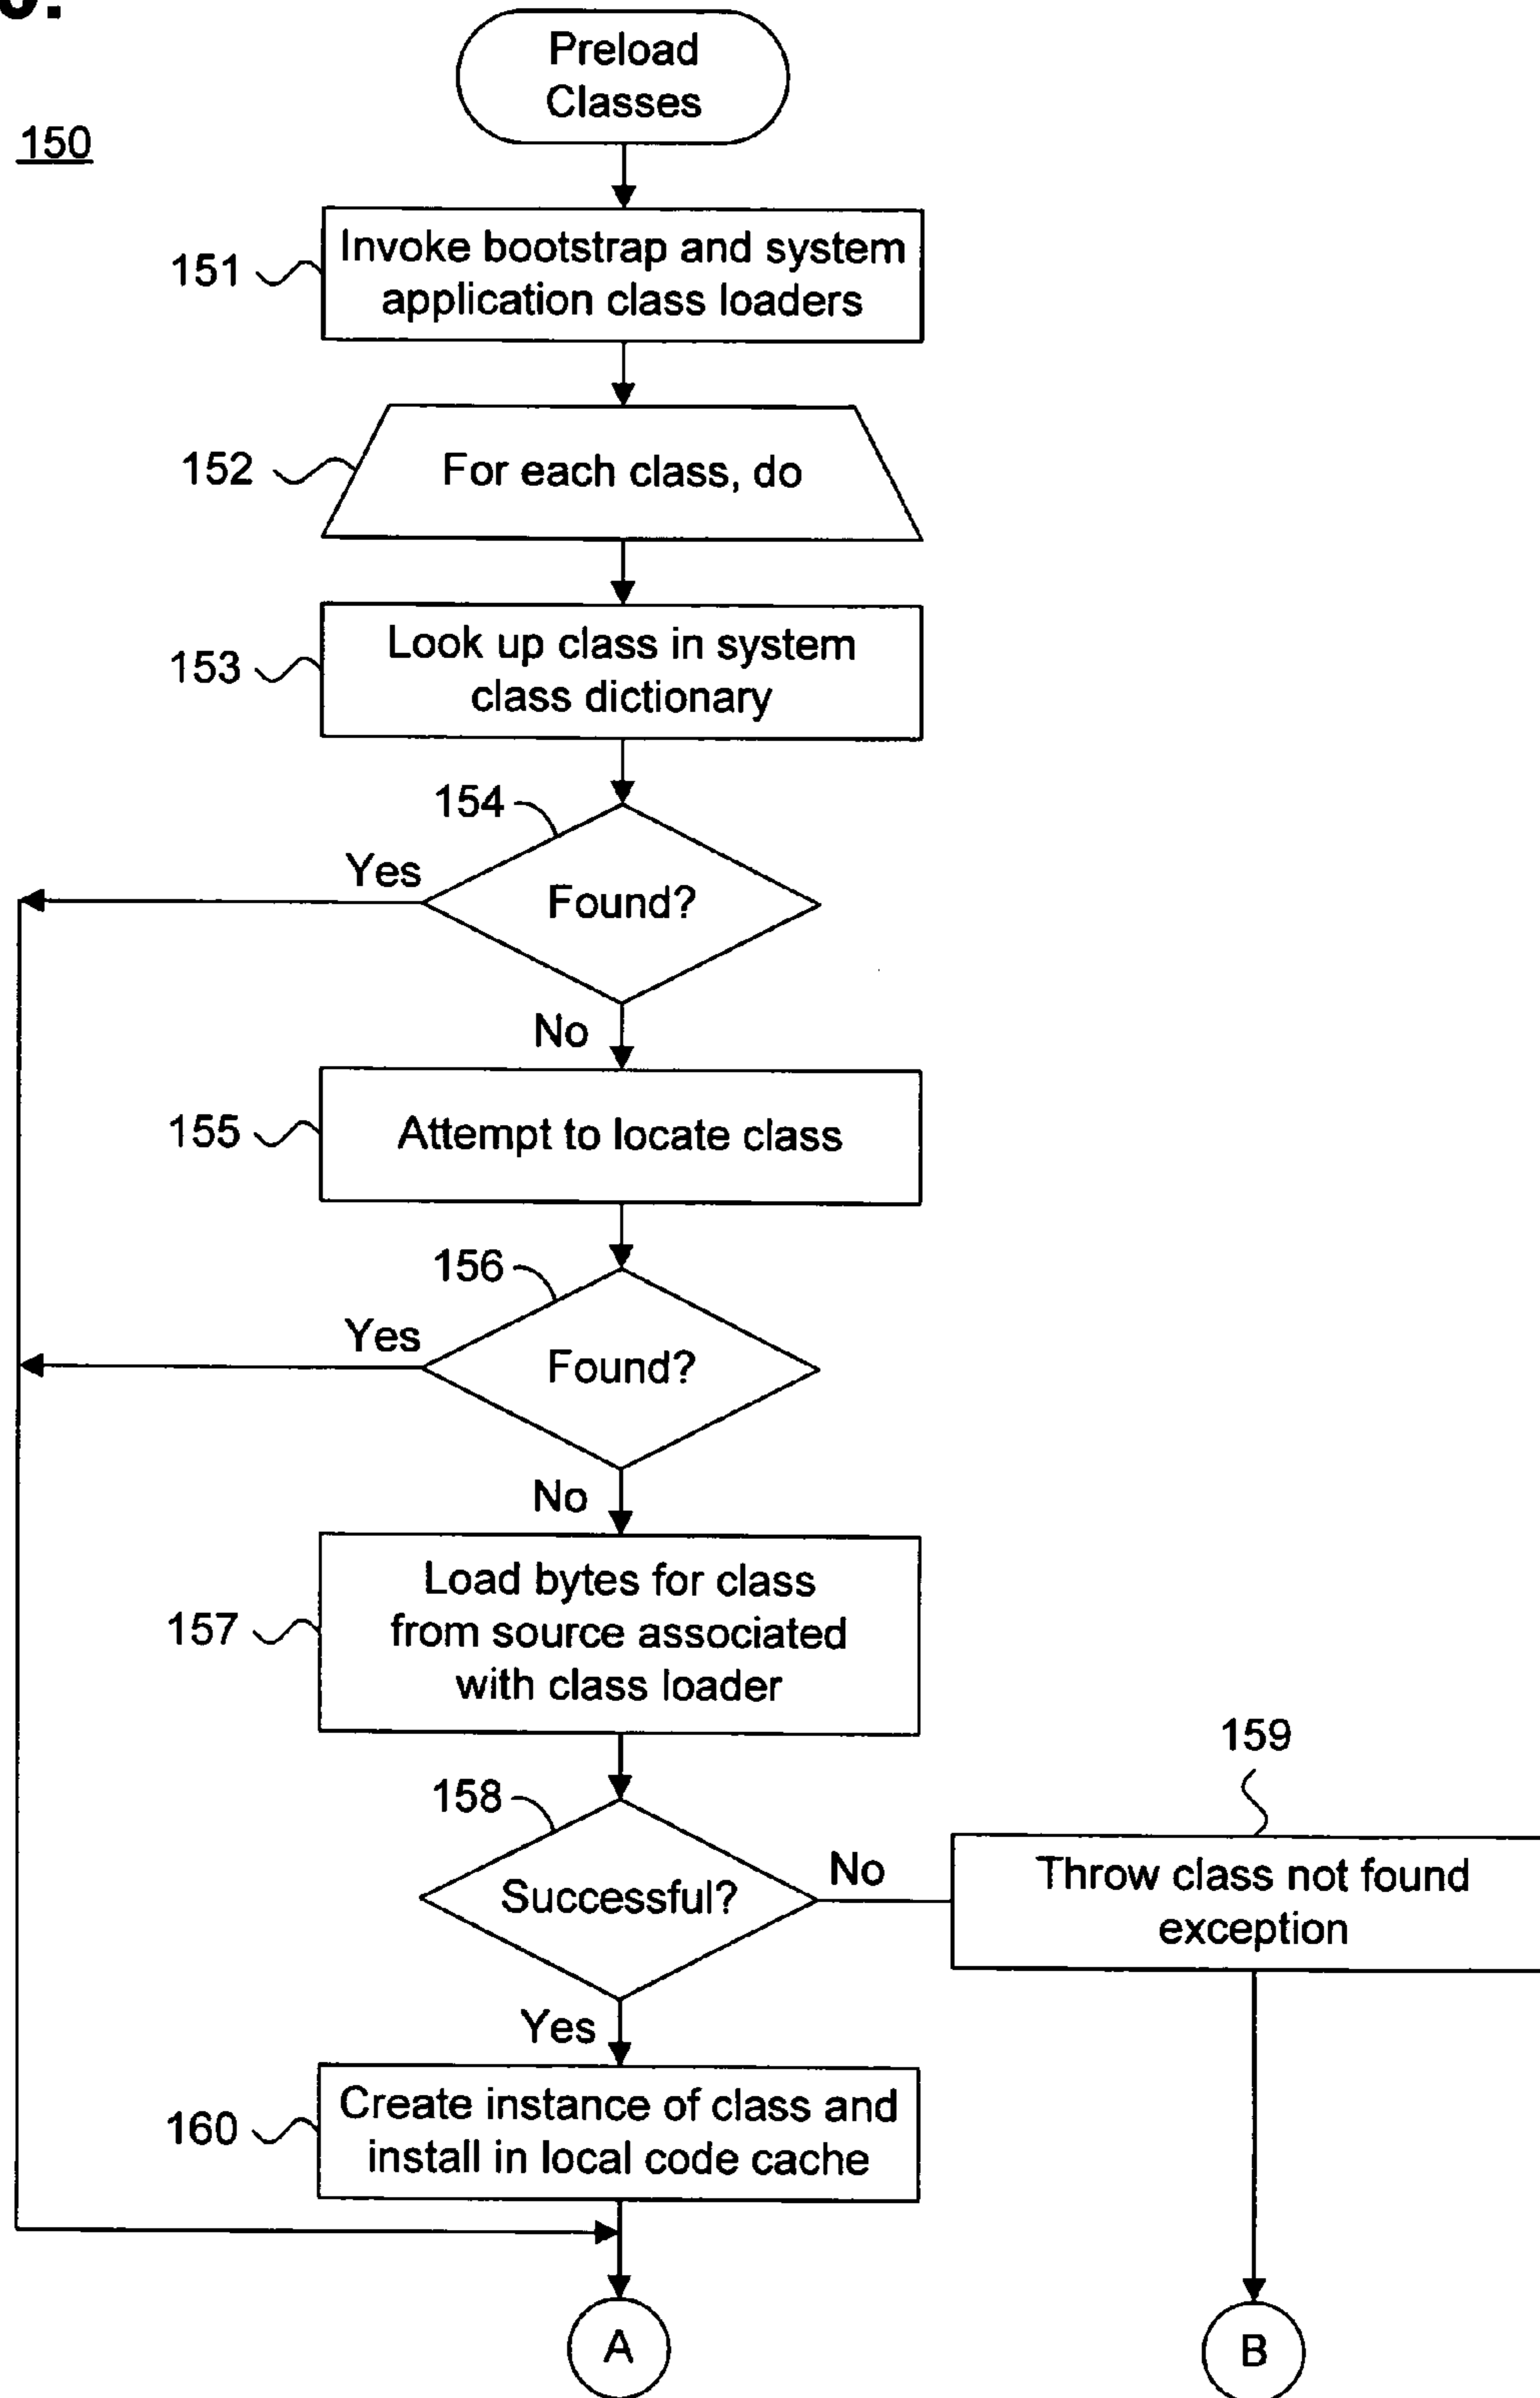 150
Preload
Classes
151
Invoke bootstrap and system
application class loaders
152
For each class, do
153
Look up class in system
class dictionary
154
Yes
Found?
No
155
Attempt to locate class
156
Yes
Found?
No
157
Load bytes for class
from source associated
with class loader
158
Successful?
No
159
Throw class not found
exception
Yes
160
Create instance of class and
install in local code cache
A
B